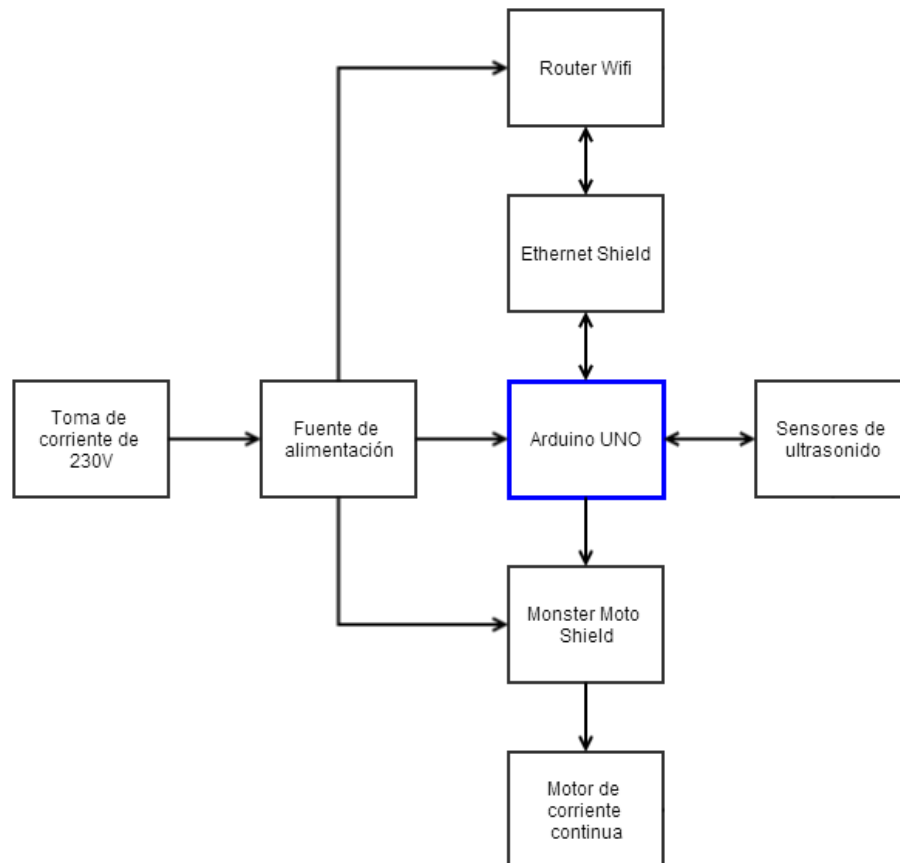 Router Wifi
Ethernet Shield
Toma de
corriente de
230V
Fuente de
alimentación
Arduino UNO
Sensores de
ultrasonido
Monster Moto
Shield
Motor de
corriente
continua